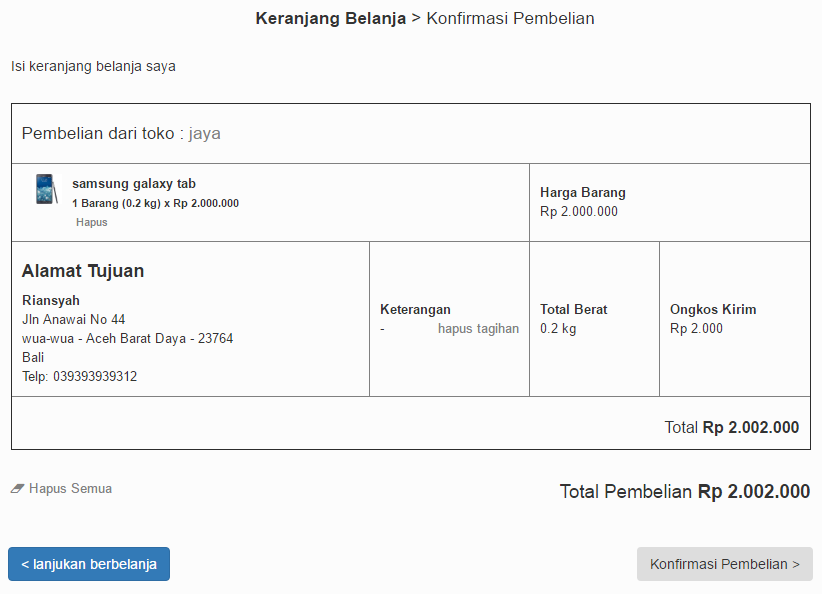 Keranjang Belanja > Konfirmasi Pembelian
Isi keranjang belanja saya
Pembelian dari toko : jaya
samsung galaxy tab
1 Barang (0.2 kg) x Rp 2.000.000
Hapus
Harga Barang
Rp 2.000.000
Alamat Tujuan
Riansyah
Jln Anawai No 44
wua-wua - Aceh Barat Daya - 23764
Bali
Telp: 039393939312
Keterangan
- hapus tagihan
Total Berat
0.2 kg
Ongkos Kirim
Rp 2.000
Total Rp 2.002.000
Hapus Semua
Total Pembelian Rp 2.002.000
< lanjukan berbelanja
Konfirmasi Pembelian >